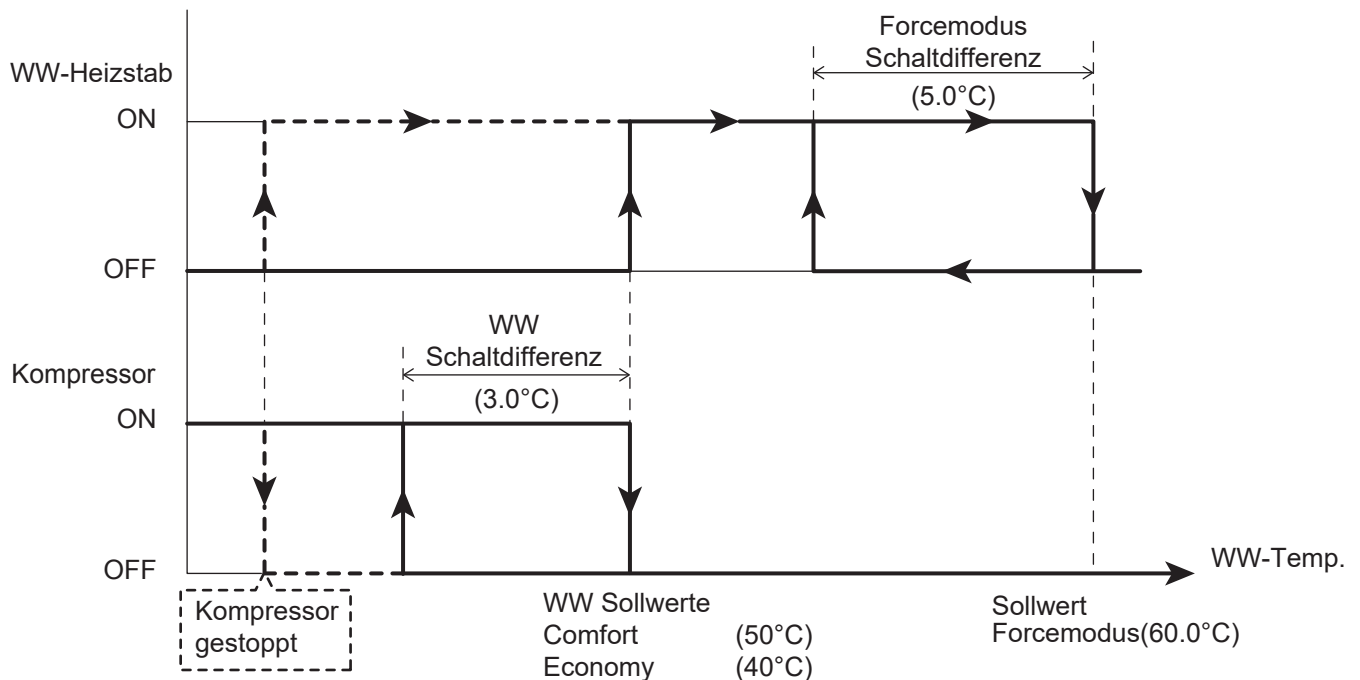 Forcemodus
Schaltdifferenz
(5.0°C)
WW-Heizstab
ON
OFF
WW
Schaltdifferenz
(3.0°C)
Kompressor
ON
OFF
WW-Temp.
Kompressor
gestoppt
WW Sollwerte
Comfort (50°C)
Economy (40°C)
Sollwert
Forcemodus(60.0°C)